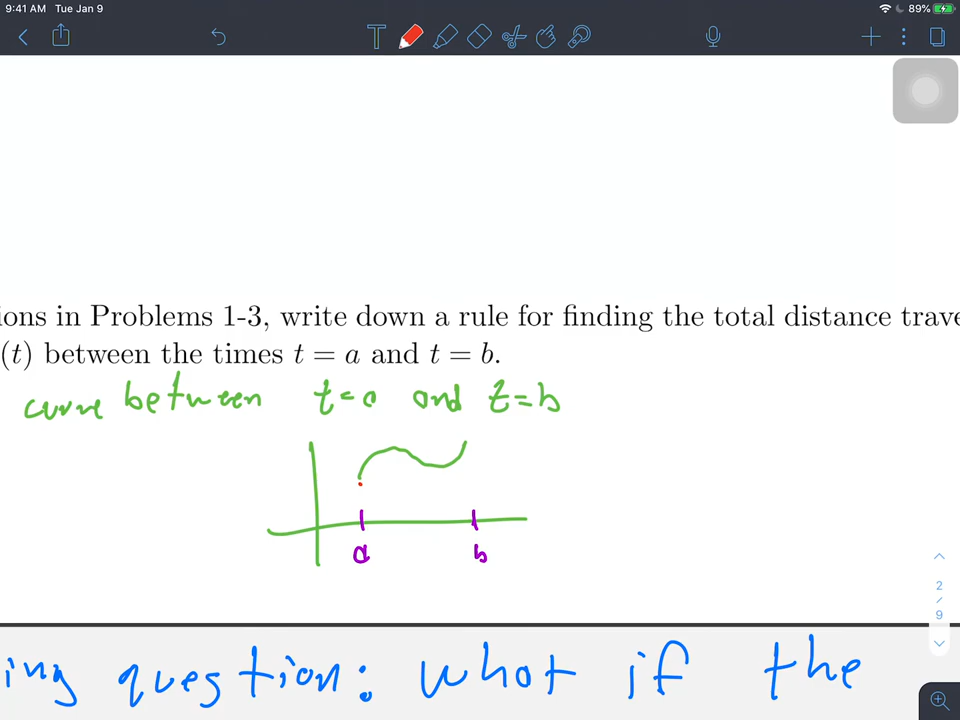 9:41 AM Tue Jan 9
89%
ions in Problems 1-3, write down a rule for finding the total distance trave
(t) between the times t = a and t = b.
curve between t=a and t=b
a b
2
/
9
ing question: what if the